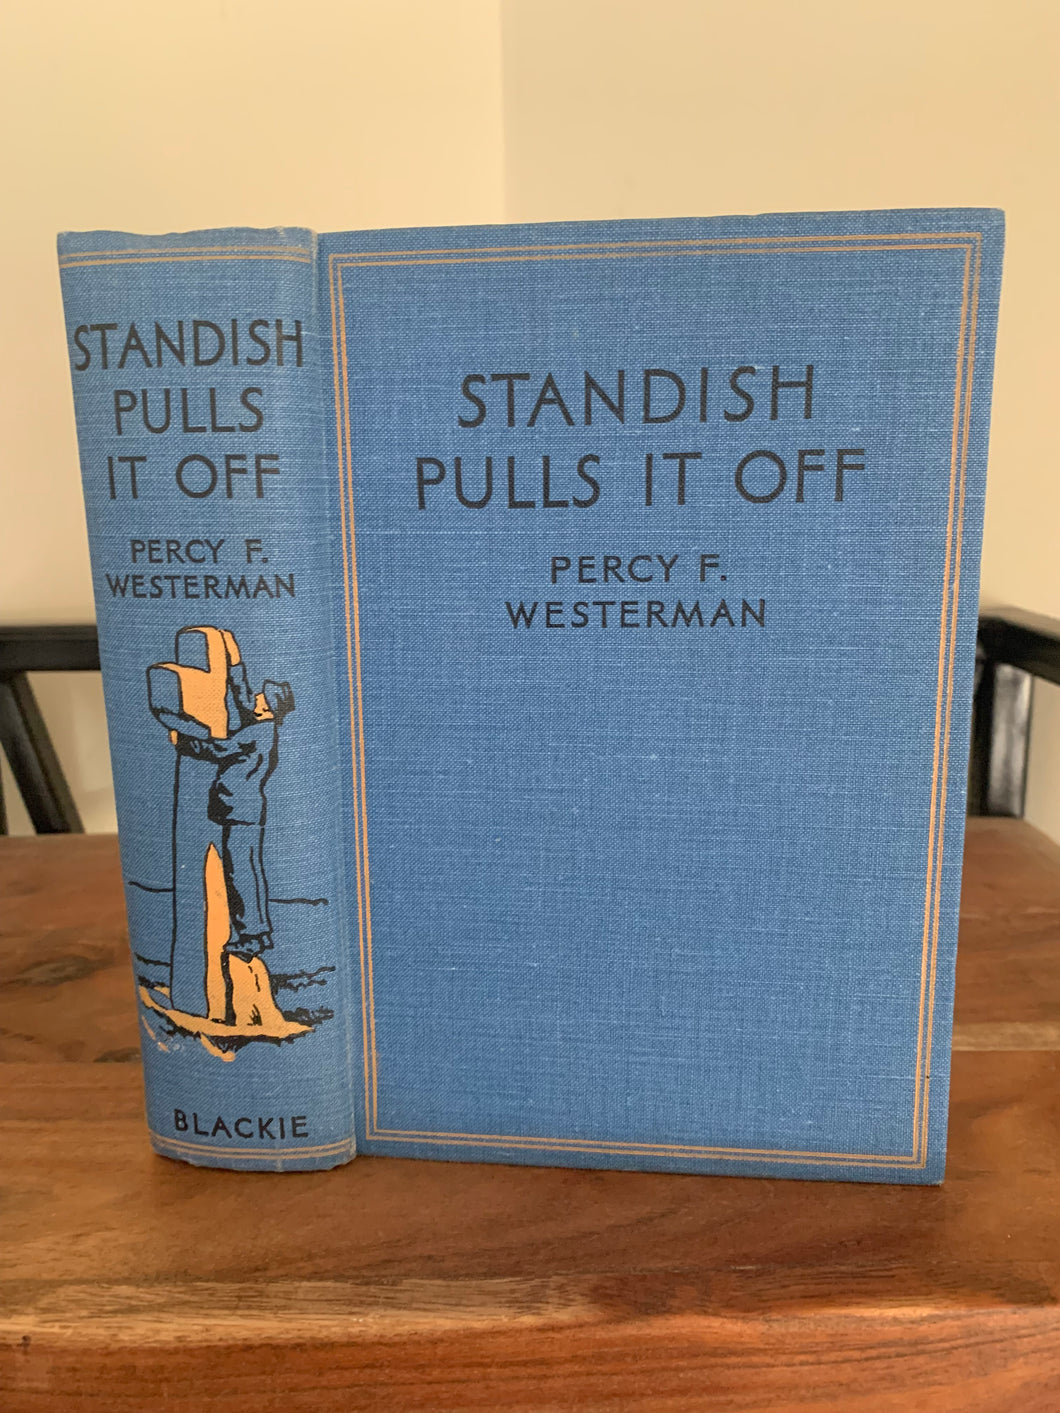 STANDISH
PULLS
IT OFF
PERCY F.
WESTERMAN
BLACKIE
STANDISH
PULLS IT OFF
PERCY F.
WESTERMAN